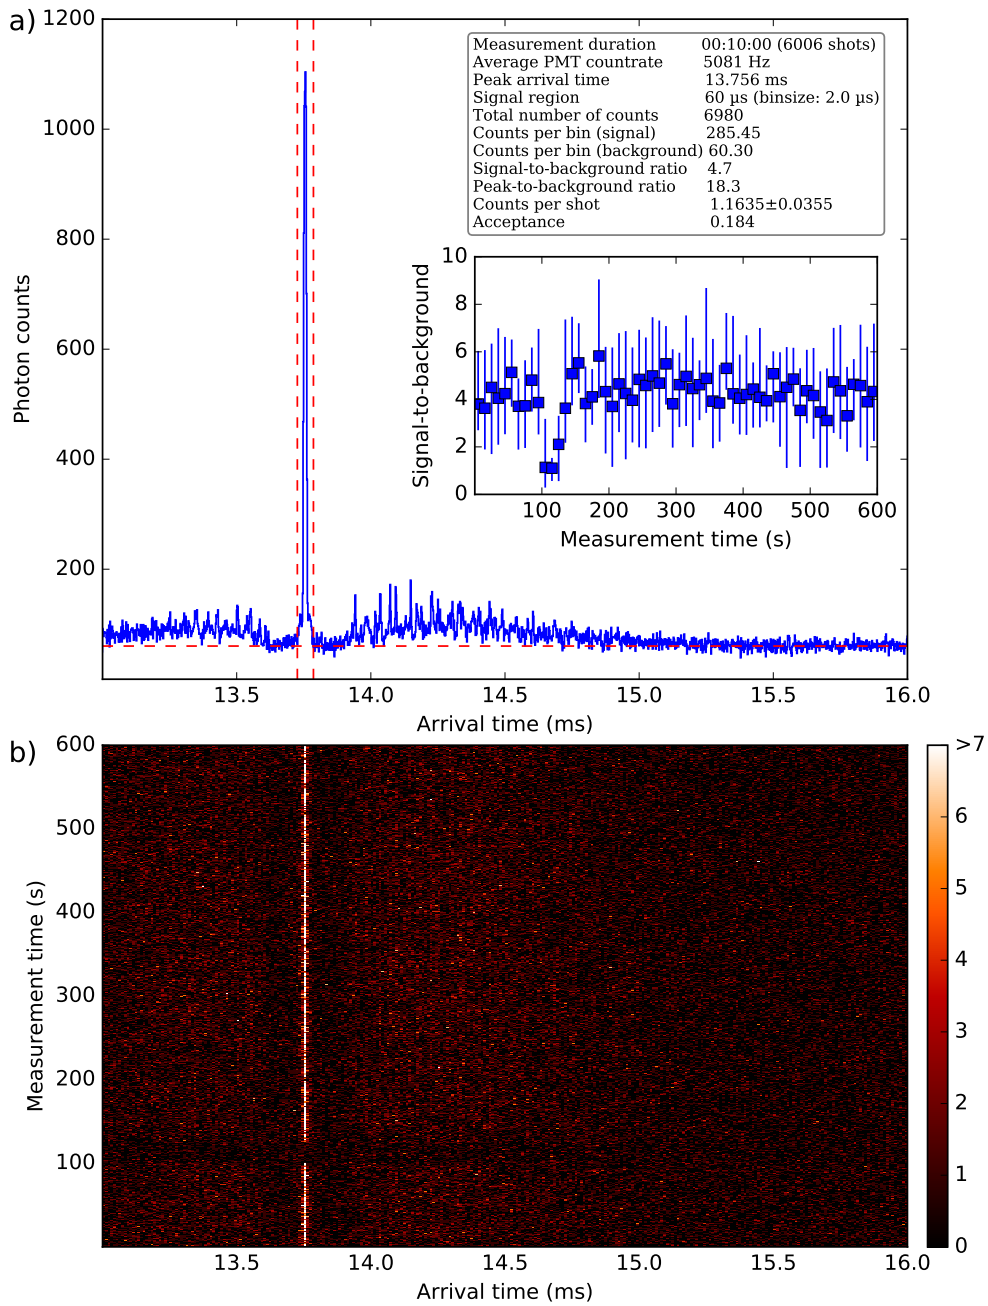 a)
1200
1000
800
600
400
200
Photon counts
Measurement duration 00:10:00 (6006 shots)
Average PMT countrate 5081 Hz
Peak arrival time 13.756 ms
Signal region 60 µs (binsize: 2.0 µs)
Total number of counts 6980
Counts per bin (signal) 285.45
Counts per bin (background) 60.30
Signal-to-background ratio 4.7
Peak-to-background ratio 18.3
Counts per shot 1.1635±0.0355
Acceptance 0.184
10
8
6
4
2
0
Signal-to-background
100 200 300 400 500 600
Measurement time (s)
13.5 14.0 14.5 15.0 15.5 16.0
Arrival time (ms)
b)
600
500
400
300
200
100
Measurement time (s)
13.5 14.0 14.5 15.0 15.5 16.0
Arrival time (ms)
>7
6
5
4
3
2
1
0